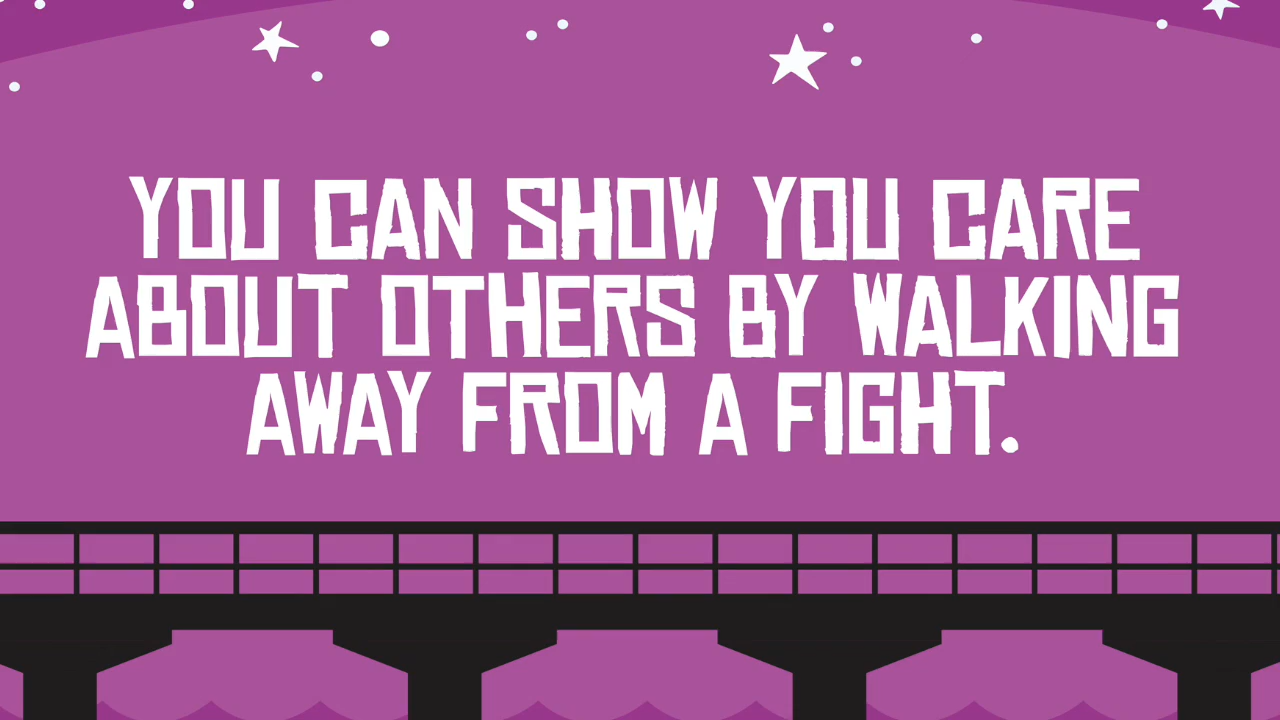 YOU CAN SHOW YOU CARE
ABOUT OTHERS BY WALKING
AWAY FROM A FIGHT.